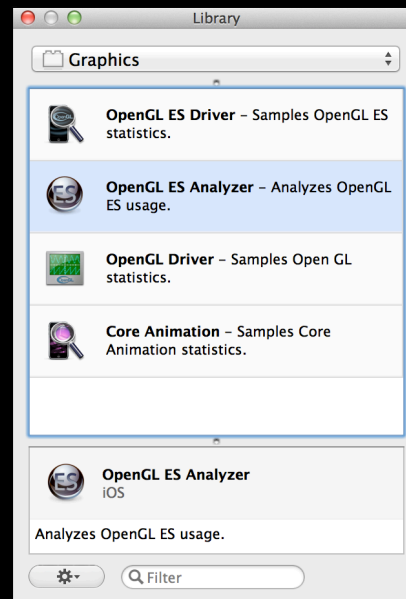 Library
Graphics
OpenGL ES Driver – Samples OpenGL ES
statistics.
OpenGL ES Analyzer – Analyzes OpenGL
ES usage.
OpenGL Driver – Samples Open GL
statistics.
Core Animation – Samples Core
Animation statistics.
OpenGL ES Analyzer
iOS
Analyzes OpenGL ES usage.
Filter